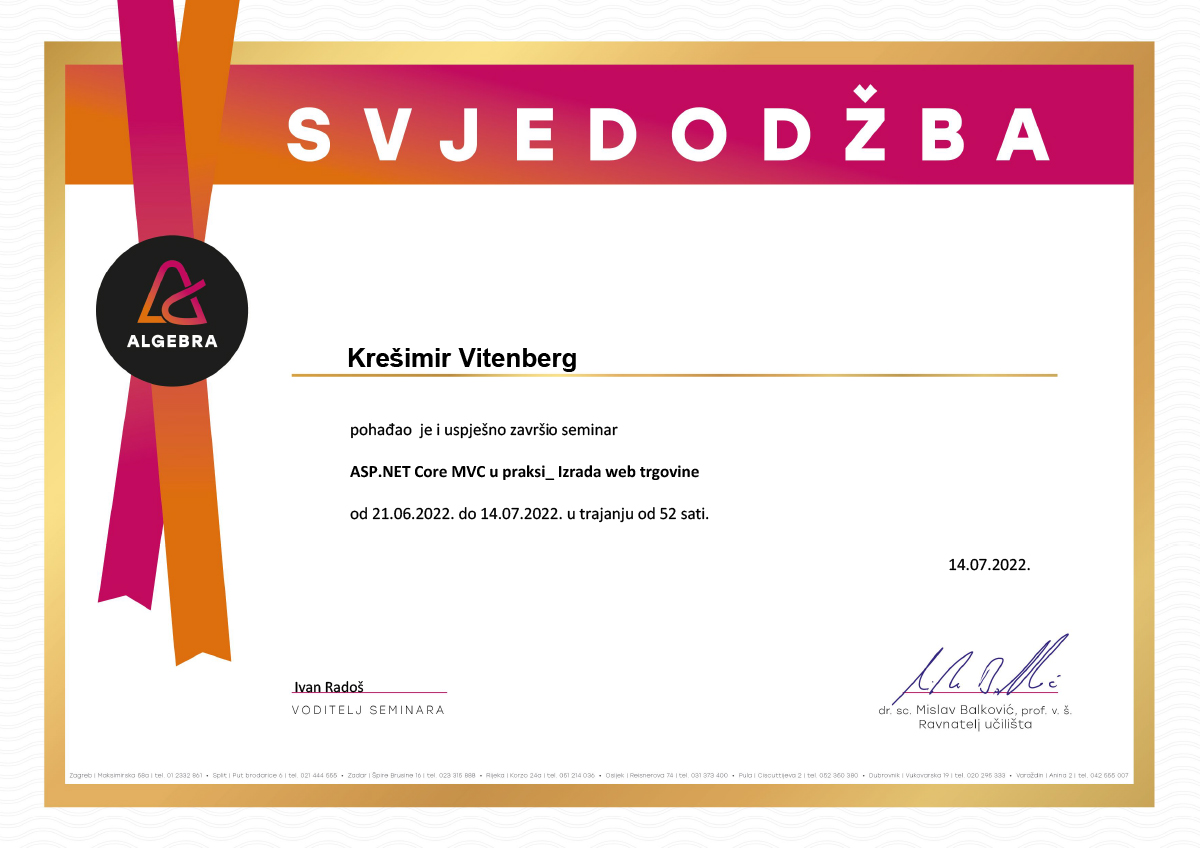 SVJEDODŽBA
ALGEBRA
Krešimir Vitenberg
pohađao je i uspješno završio seminar
ASP.NET Core MVC u praksi_ Izrada web trgovine
od 21.06.2022. do 14.07.2022. u trajanju od 52 sati.
14.07.2022.
Ivan Radoš
VODITELJ SEMINARA
dr. sc. Mislav Balković, prof. v. š.
Ravnatelj učilišta
Zagreb | Maksimirska 58a | tel. 01 2332 861 • Split | Put brodarice 6 | tel. 021 444 555 • Zadar | Špire Brusine 16 | tel. 023 315 888 • Rijeka | Korzo 24a | tel. 051 214 036 • Osijek | Reisnerova 74 | tel. 031 373 400 • Pula | Ciscuttijeva 2 | tel. 052 350 380 • Dubrovnik | Vukovarska 19 | tel. 020 295 333 • Varaždin | Anina 2 | tel. 042 555 007